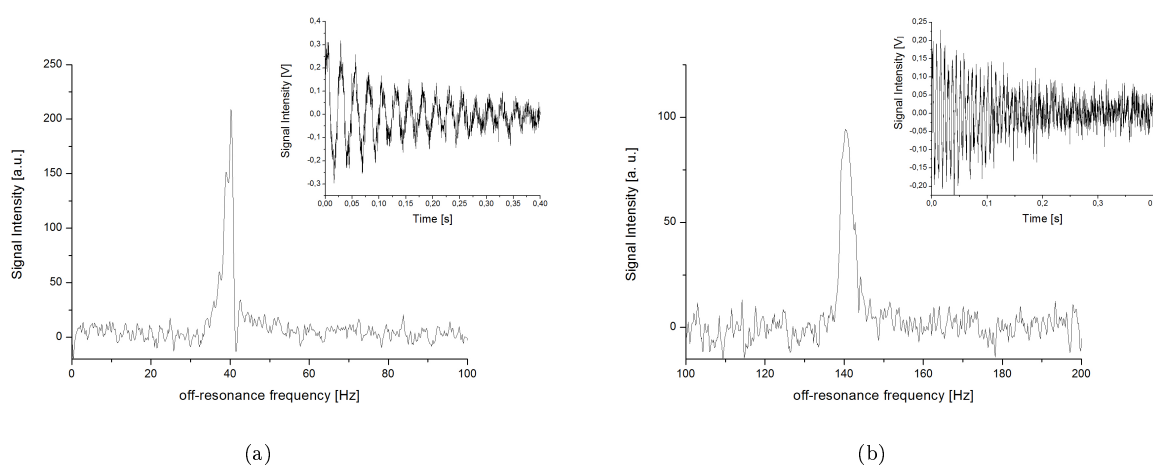 0,4
0,3
0,2
0,1
0,0
-0,1
-0,2
-0,3
Signal Intensity [V]
0,00 0,05 0,10 0,15 0,20 0,25 0,30 0,35 0,40
Time [s]
250
200
150
100
50
0
Signal Intensity [a.u.]
0 20 40 60 80 100
off-resonance frequency [Hz]
(a)
0,25
0,20
0,15
0,10
0,05
0,00
-0,05
-0,10
-0,15
-0,20
Signal Intensity [V]
0,0 0,1 0,2 0,3 0
Time [s]
100
50
0
Signal Intensity [a. u.]
100 120 140 160 180 200
off-resonance frequency [Hz]
(b)